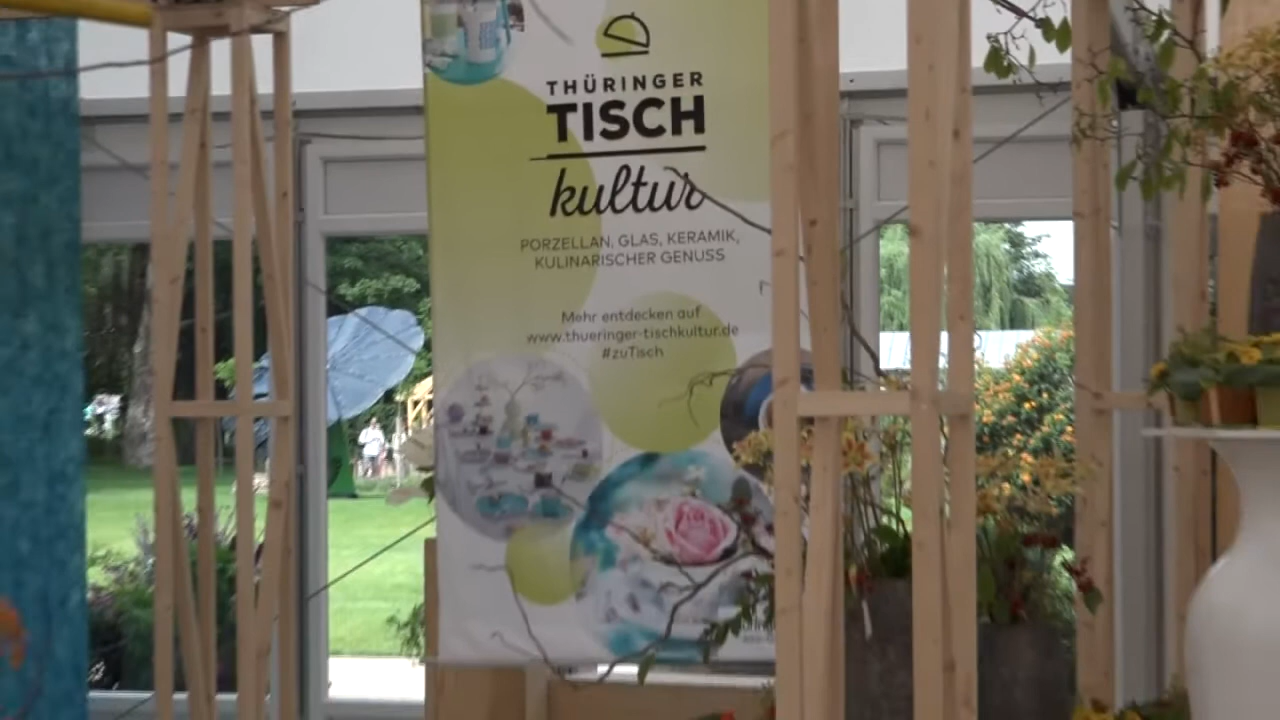 THÜRINGER
TISCH
kultur
PORZELLAN, GLAS, KERAMIK,
KULINARISCHER GENUSS
Mehr entdecken auf
www.thueringer-tischkultur.de
#zuTisch